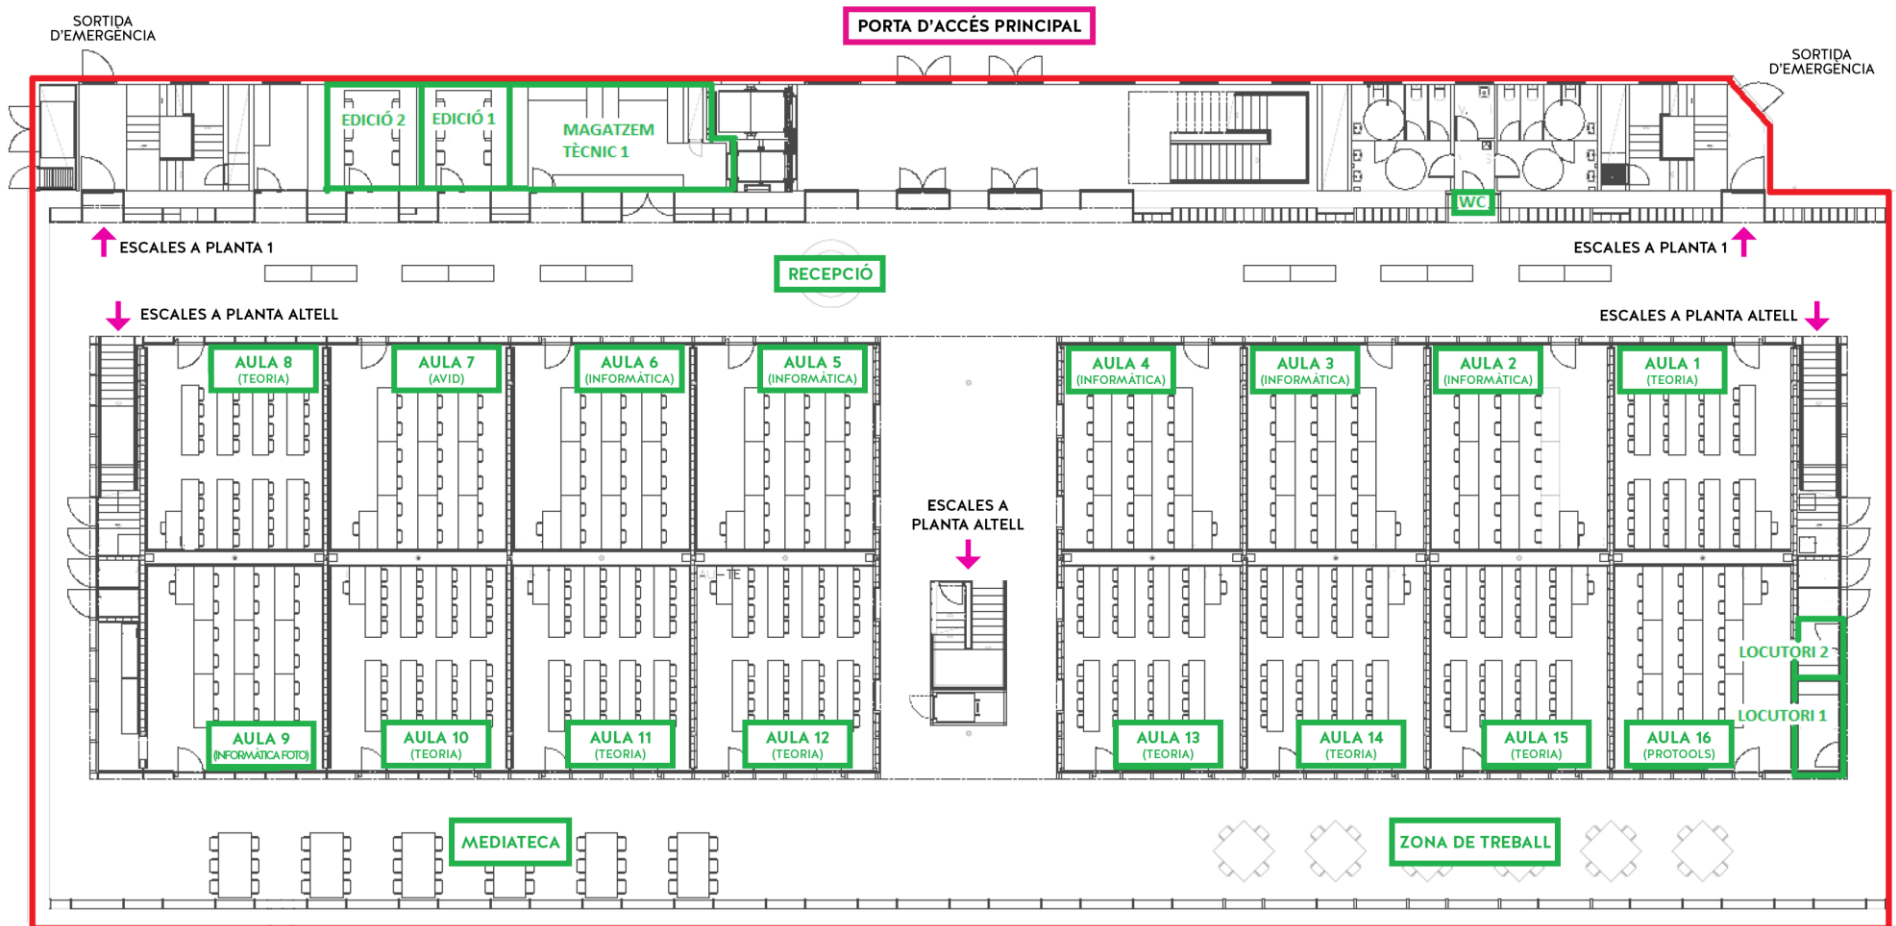 SORTIDA
D'EMERGÈNCIA
PORTA D'ACCÉS PRINCIPAL
SORTIDA
D'EMERGÈNCIA
EDICIÓ 2
EDICIÓ 1
MAGATZEM
TÈCNIC 1
WC
ESCALES A PLANTA 1
ESCALES A PLANTA 1
RECEPCIÓ
ESCALES A PLANTA ALTELL
ESCALES A PLANTA ALTELL
AULA 8
(TEORIA)
AULA 7
(AVID)
AULA 6
(INFORMÀTICA)
AULA 5
(INFORMÀTICA)
AULA 4
(INFORMÀTICA)
AULA 3
(INFORMÀTICA)
AULA 2
(INFORMÀTICA)
AULA 1
(TEORIA)
ESCALES A
PLANTA ALTELL
LOCUTORI 2
LOCUTORI 1
AULA 9
(INFORMÀTICA FOTO)
AULA 10
(TEORIA)
AULA 11
(TEORIA)
AULA 12
(TEORIA)
AULA 13
(TEORIA)
AULA 14
(TEORIA)
AULA 15
(TEORIA)
AULA 16
(PROTOOLS)
MEDIATECA
ZONA DE TREBALL